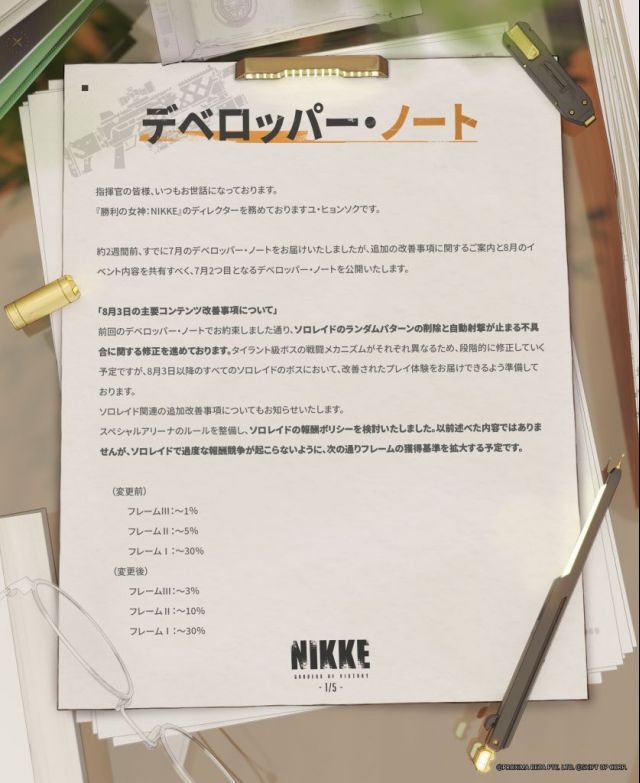 デベロッパー・ノート
指揮官の皆様、いつもお世話になっております。
『勝利の女神：NIKKE』のディレクターを務めておりますユ・ヒョンソクです。
約2週間前、すでに7月のデベロッパー・ノートをお届けいたしましたが、追加の改善事項に関するご案内と8月のイ
ベント内容を共有すべく、7月2つ目となるデベロッパー・ノートを公開いたします。
「8月3日の主要コンテンツ改善事項について」
前回のデベロッパー・ノートでお約束しました通り、ソロレイドのランダムパターンの削除と自動射撃が止まる不具
合に関する修正を進めております。タイラント級ボスの戦闘メカニズムがそれぞれ異なるため、段階的に修正していく
予定ですが、8月3日以降のすべてのソロレイドのボスにおいて、改善されたプレイ体験をお届けできるよう準備して
おります。
ソロレイド関連の追加改善事項についてもお知らせいたします。
スペシャルアリーナのルールを整備し、ソロレイドの報酬ポリシーを検討いたしました。以前述べた内容ではありま
せんが、ソロレイドで過度な報酬競争が起こらないように、次の通りフレームの獲得基準を拡大する予定です。
（変更前）
フレームⅢ：～1％
フレームⅡ：～5％
フレームⅠ：～30％
（変更後）
フレームⅢ：～3％
フレームⅡ：～10％
フレームⅠ：～30％
NIKKE
GODDESS OF VICTORY
- 1/5 -
©PROXIMA BETA PTE. LTD. ©SHIFT UP CORP.